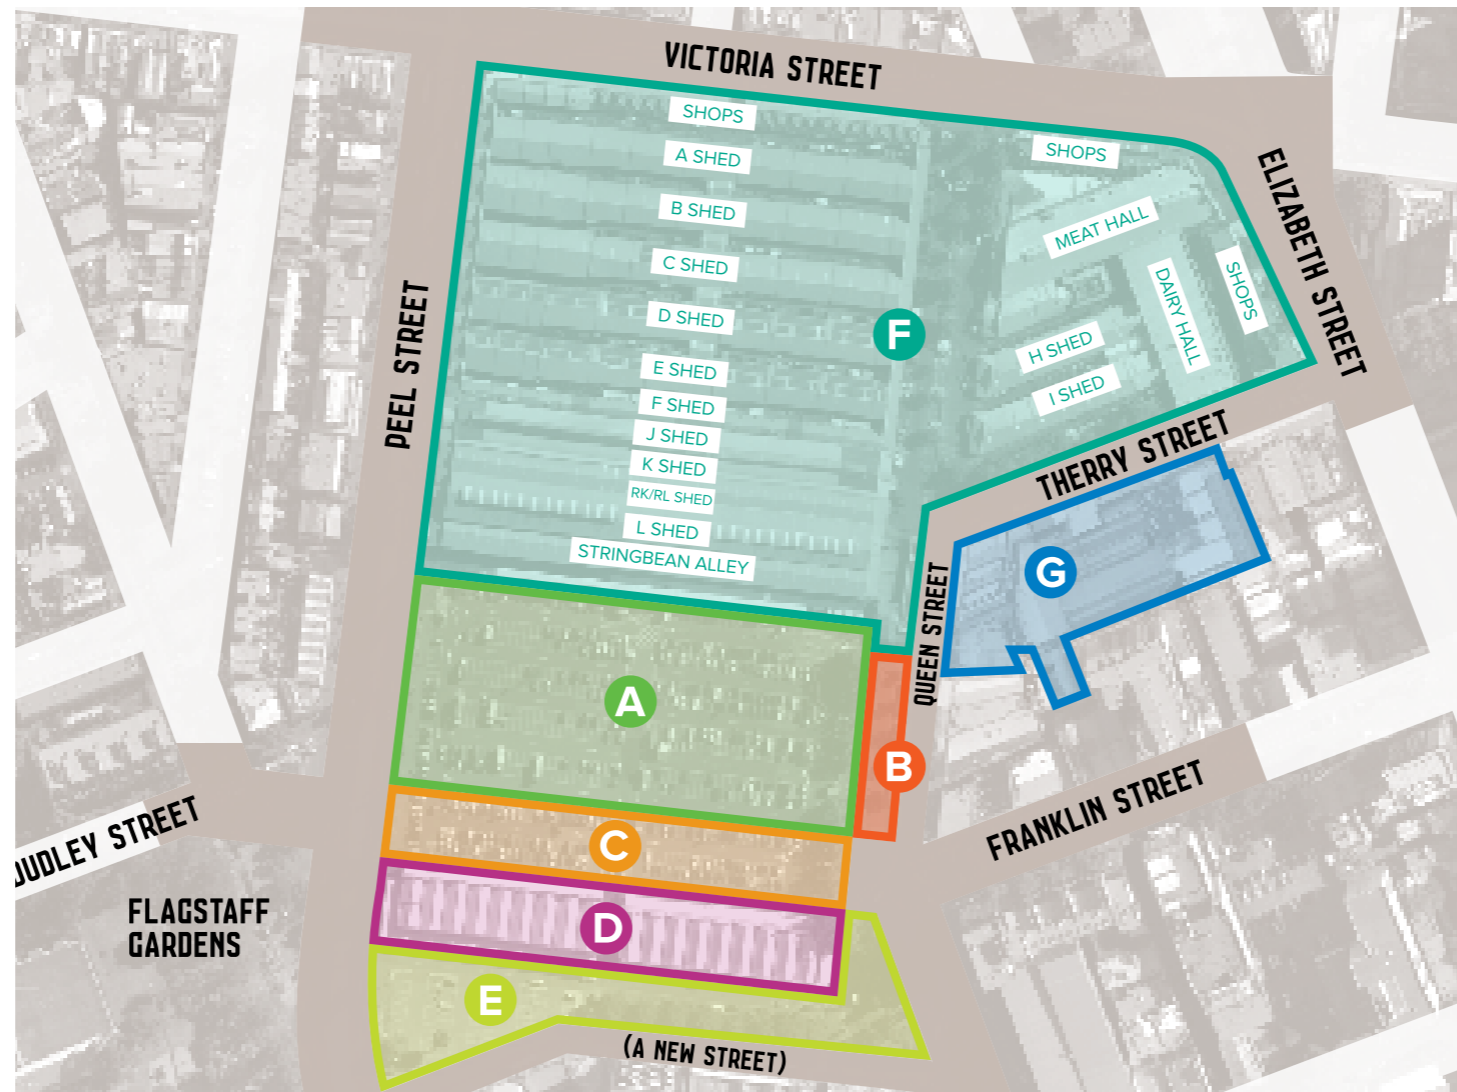 VICTORIA STREET
SHOPS
A SHED
B SHED
C SHED
D SHED
E SHED
F SHED
J SHED
K SHED
RK/RL SHED
L SHED
STRINGBEAN ALLEY
SHOPS
MEAT HALL
DAIRY HALL
SHOPS
H SHED
I SHED
F
ELIZABETH STREET
PEEL STREET
THERRY STREET
G
QUEEN STREET
A
B
C
D
E
FRANKLIN STREET
DUDLEY STREET
FLAGSTAFF
GARDENS
(A NEW STREET)